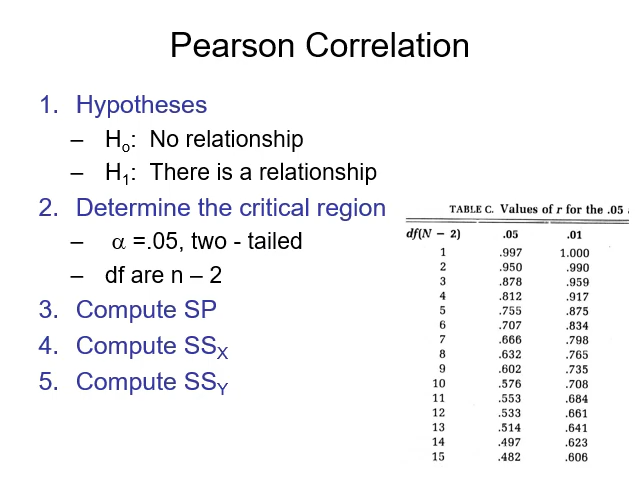 Pearson Correlation
1. Hypotheses
– Ho: No relationship
– H1: There is a relationship
2. Determine the critical region
– α =.05, two - tailed
– df are n – 2
3. Compute SP
4. Compute SSX
5. Compute SSY
TABLE C. Values of r for the .05
df(N − 2) .05 .01
1 .997 1.000
2 .950 .990
3 .878 .959
4 .812 .917
5 .755 .875
6 .707 .834
7 .666 .798
8 .632 .765
9 .602 .735
10 .576 .708
11 .553 .684
12 .533 .661
13 .514 .641
14 .497 .623
15 .482 .606